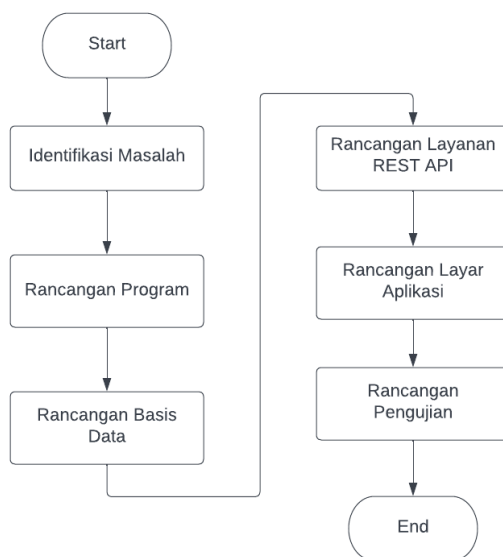 Start
Identifikasi Masalah
Rancangan Program
Rancangan Basis
Data
Rancangan Layanan
REST API
Rancangan Layar
Aplikasi
Rancangan
Pengujian
End